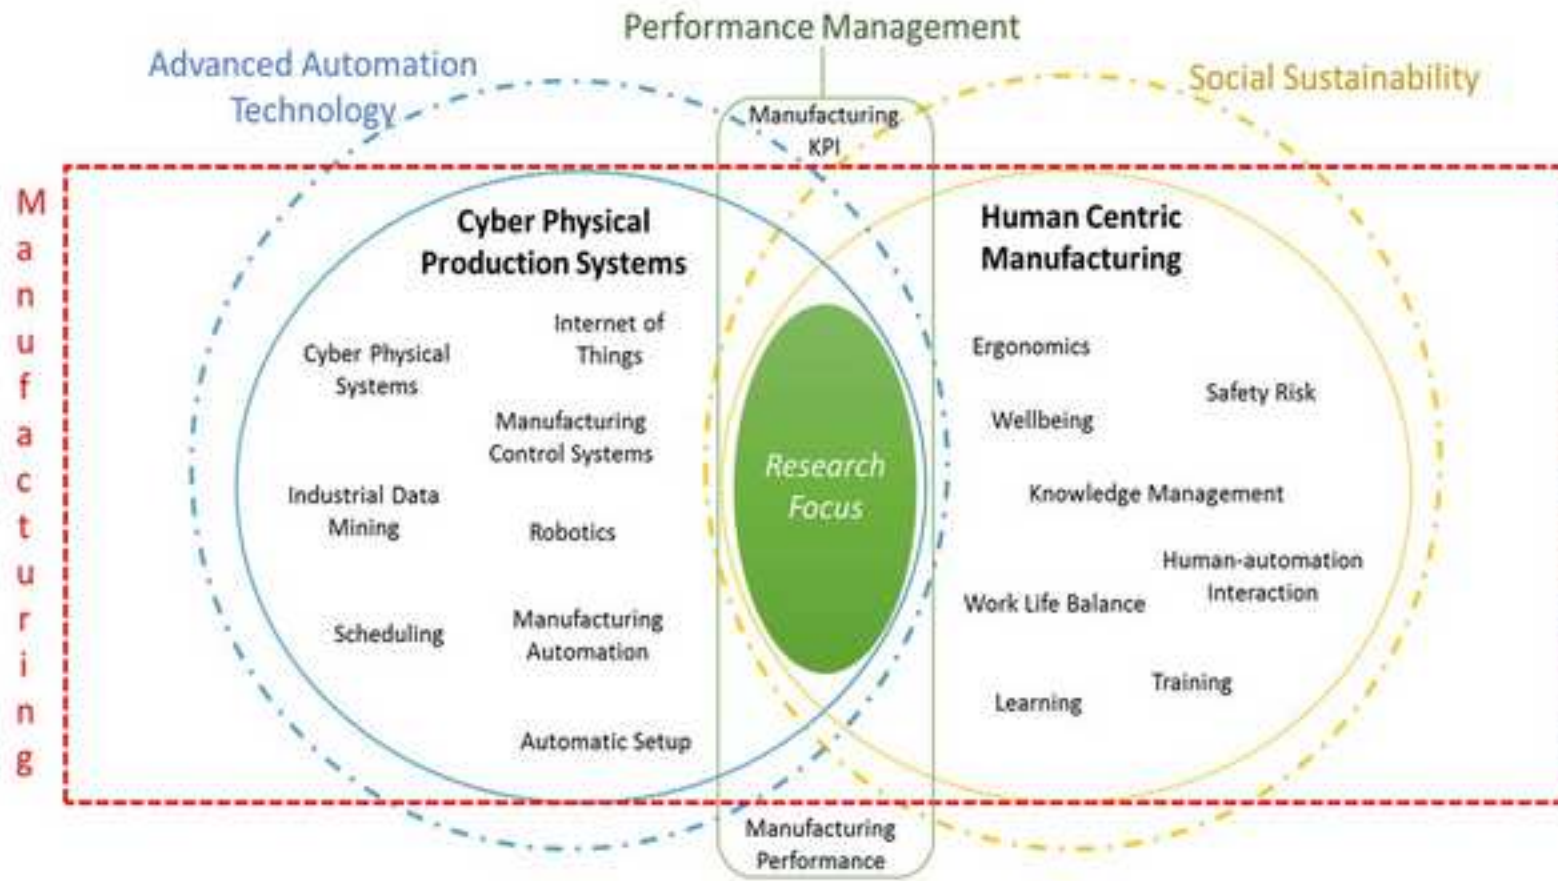 Performance Management
Advanced Automation
Technology
Social Sustainability
Manufacturing
KPI
Manufacturing
Cyber Physical
Production Systems
Human Centric
Manufacturing
Internet of
Things
Cyber Physical
Systems
Manufacturing
Control Systems
Industrial Data
Mining
Robotics
Scheduling
Manufacturing
Automation
Automatic Setup
Research
Focus
Ergonomics
Safety Risk
Wellbeing
Knowledge Management
Human-automation
Interaction
Work Life Balance
Training
Learning
Manufacturing
Performance